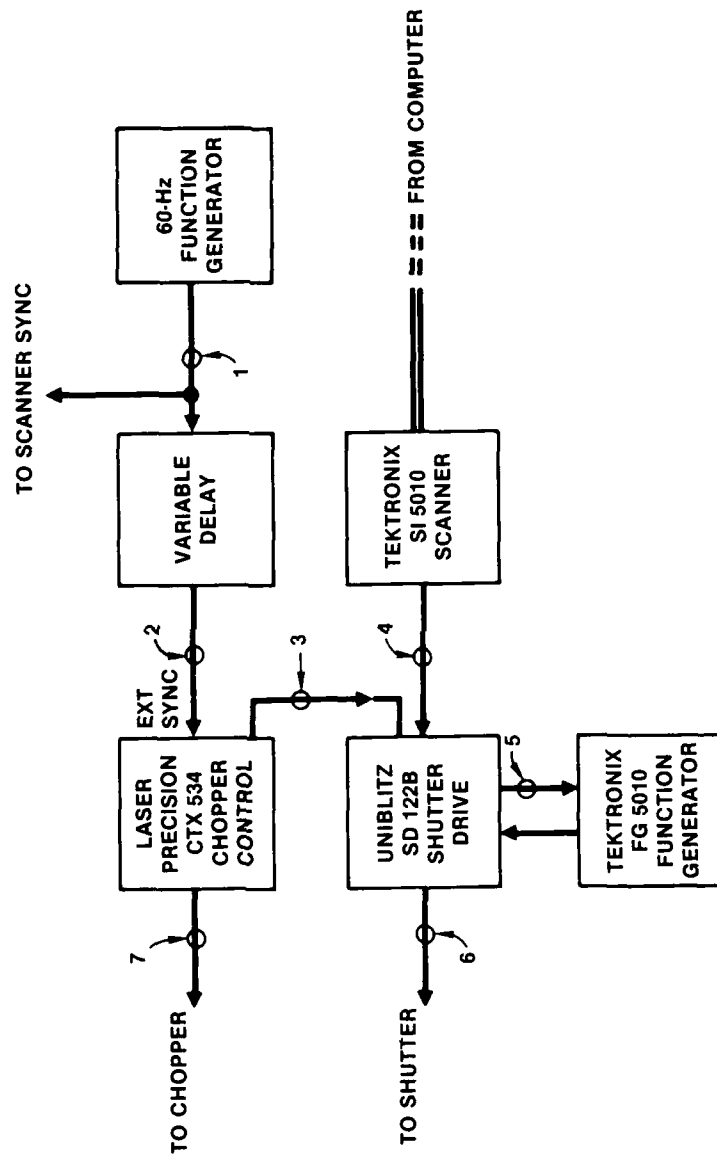 TO SCANNER SYNC
60-Hz
FUNCTION
GENERATOR
1
VARIABLE
DELAY
2
EXT
SYNC
LASER
PRECISION
CTX 534
CHOPPER
CONTROL
7
TO CHOPPER
3
FROM COMPUTER
TEKTRONIX
SI 5010
SCANNER
4
UNIBLITZ
SD 122B
SHUTTER
DRIVE
6
TO SHUTTER
5
TEKTRONIX
FG 5010
FUNCTION
GENERATOR